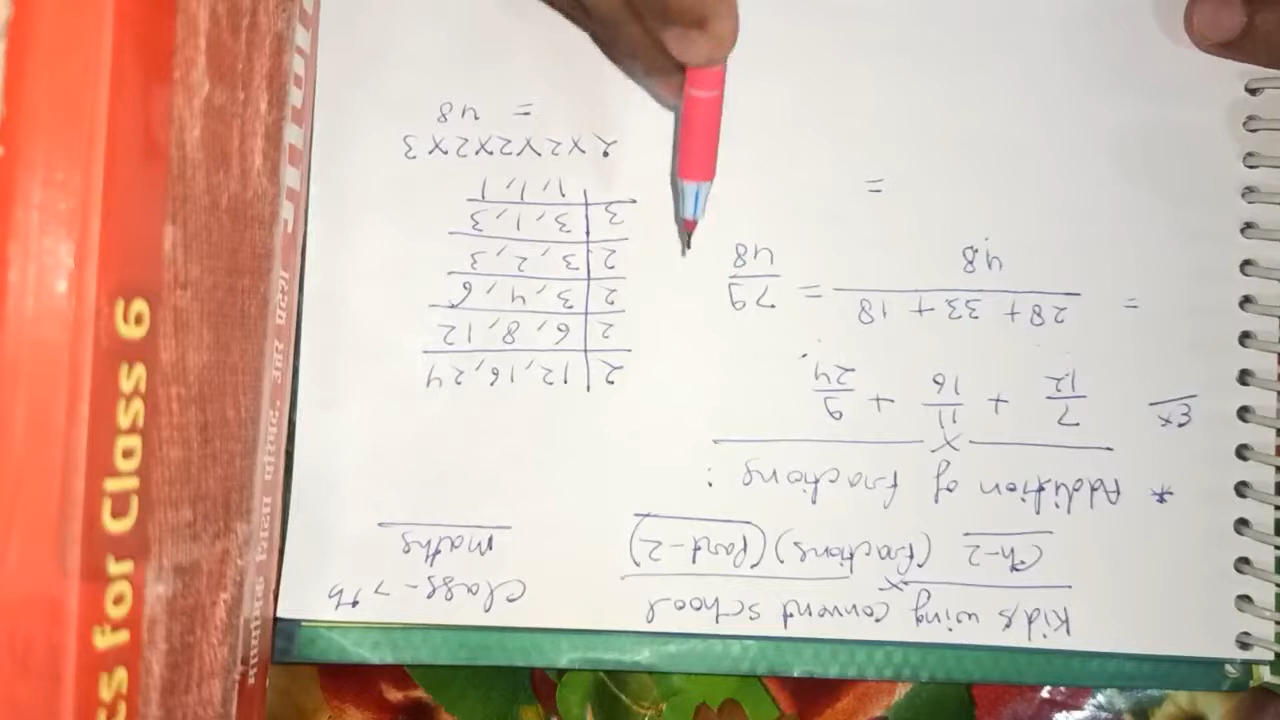 Kids wing convent school
Class-7th
Ch-2 (fractions) (Part-2)
maths
* Addition of fractions:
Ex 7/12 + 11/16 + 9/24
= 28 + 33 + 18 / 48 = 79/48
=
2 | 12, 16, 24
2 | 6, 8, 12
2 | 3, 4, 6
2 | 3, 2, 3
3 | 3, 1, 3
1, 1, 1
2 X 2 X 2 X 2 X 3
= 48
for Class 6